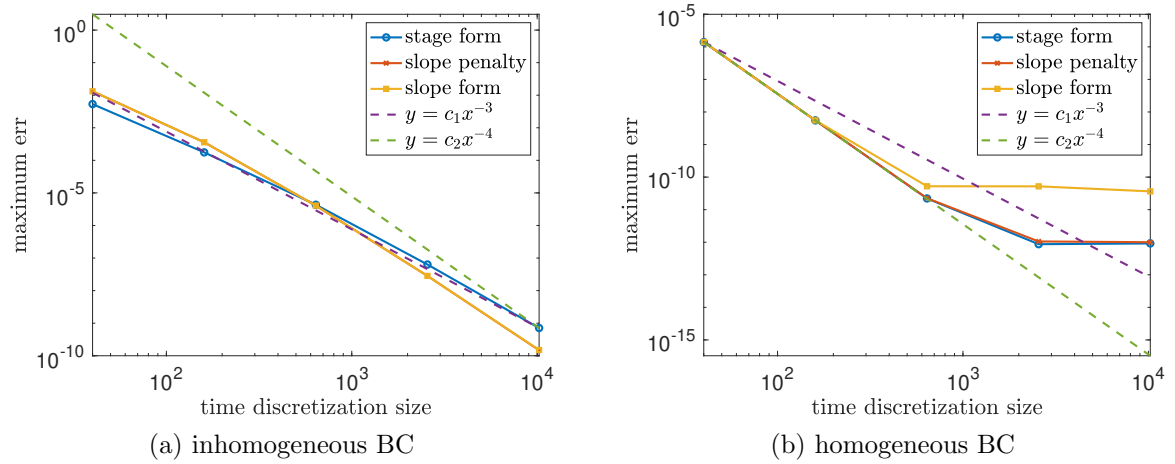 10^0
10^-5
10^-10
maximum err
stage form
slope penalty
slope form
y = c_1x^-3
y = c_2x^-4
10^2
10^3
10^4
time discretization size
(a) inhomogeneous BC
10^-5
10^-10
10^-15
maximum err
stage form
slope penalty
slope form
y = c_1x^-3
y = c_2x^-4
10^2
10^3
10^4
time discretization size
(b) homogeneous BC